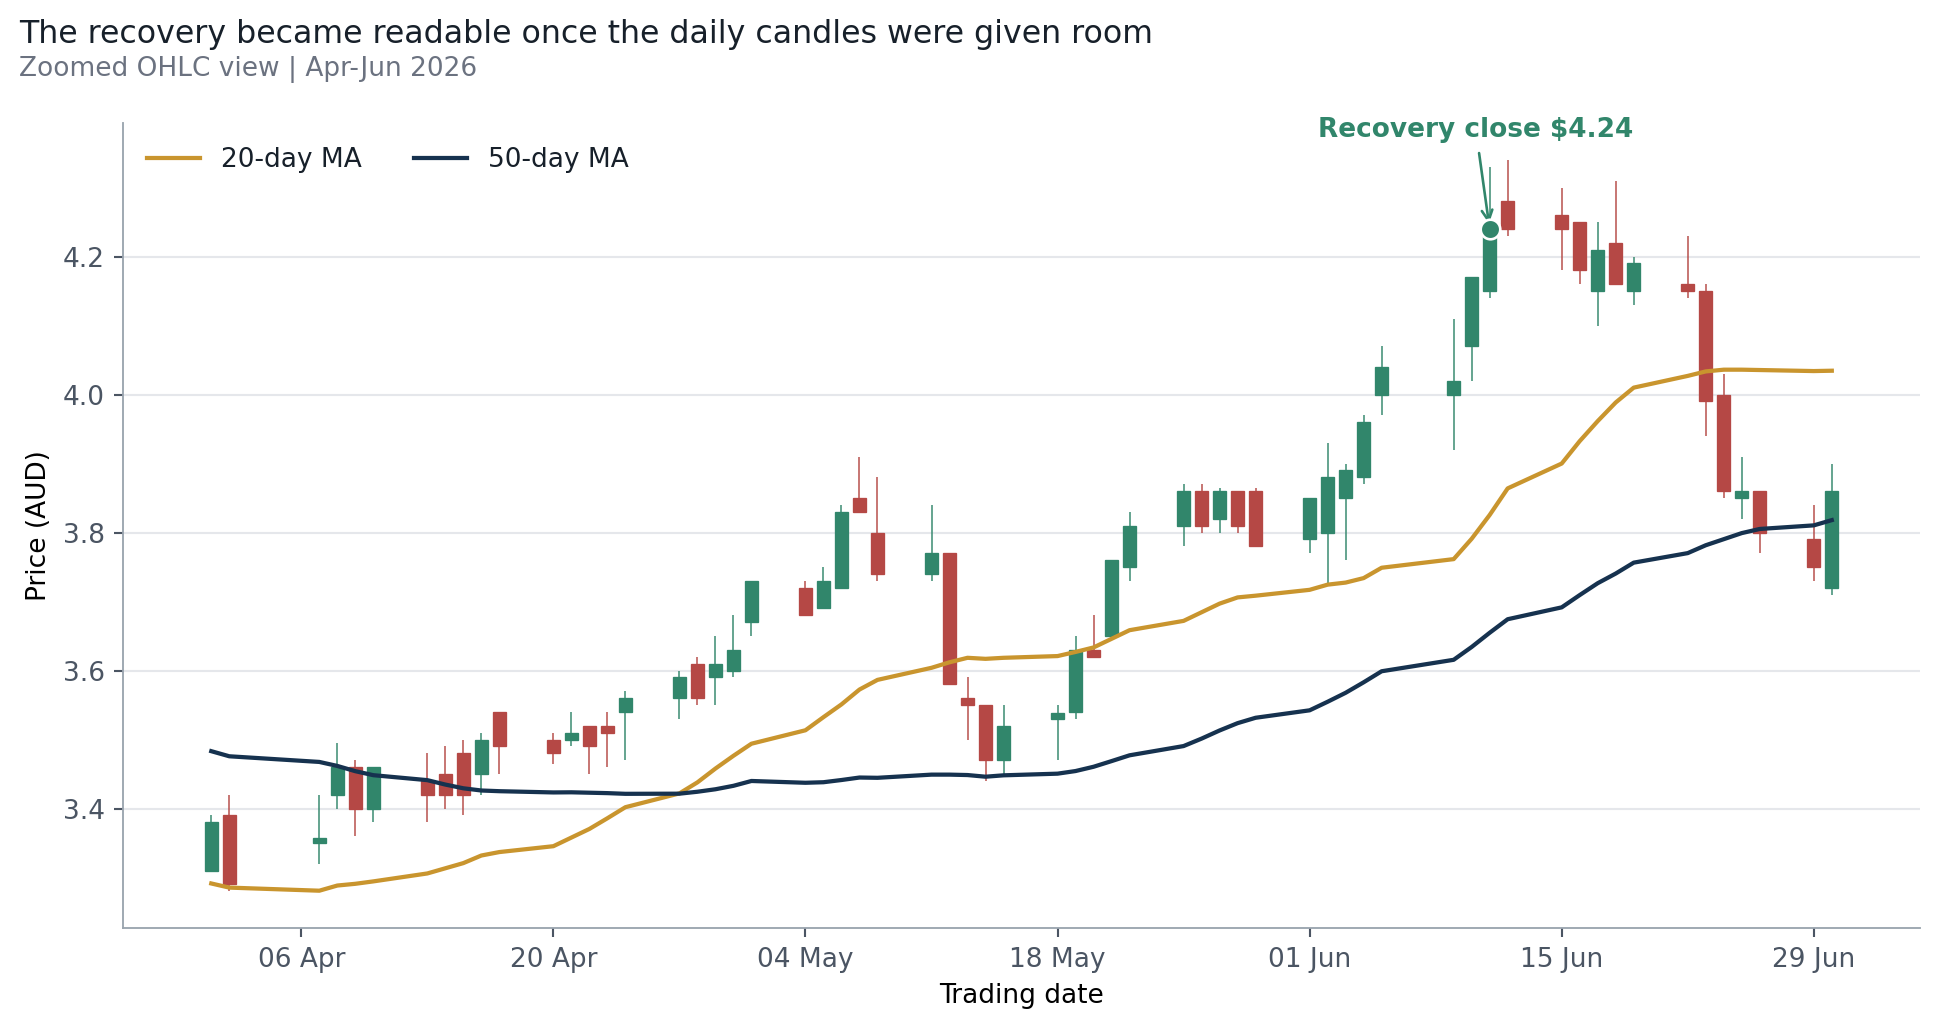 The recovery became readable once the daily candles were given room
Zoomed OHLC view | Apr-Jun 2026
Recovery close $4.24
20-day MA
50-day MA
Price (AUD)
4.2
4.0
3.8
3.6
3.4
06 Apr
20 Apr
04 May
18 May
01 Jun
15 Jun
29 Jun
Trading date